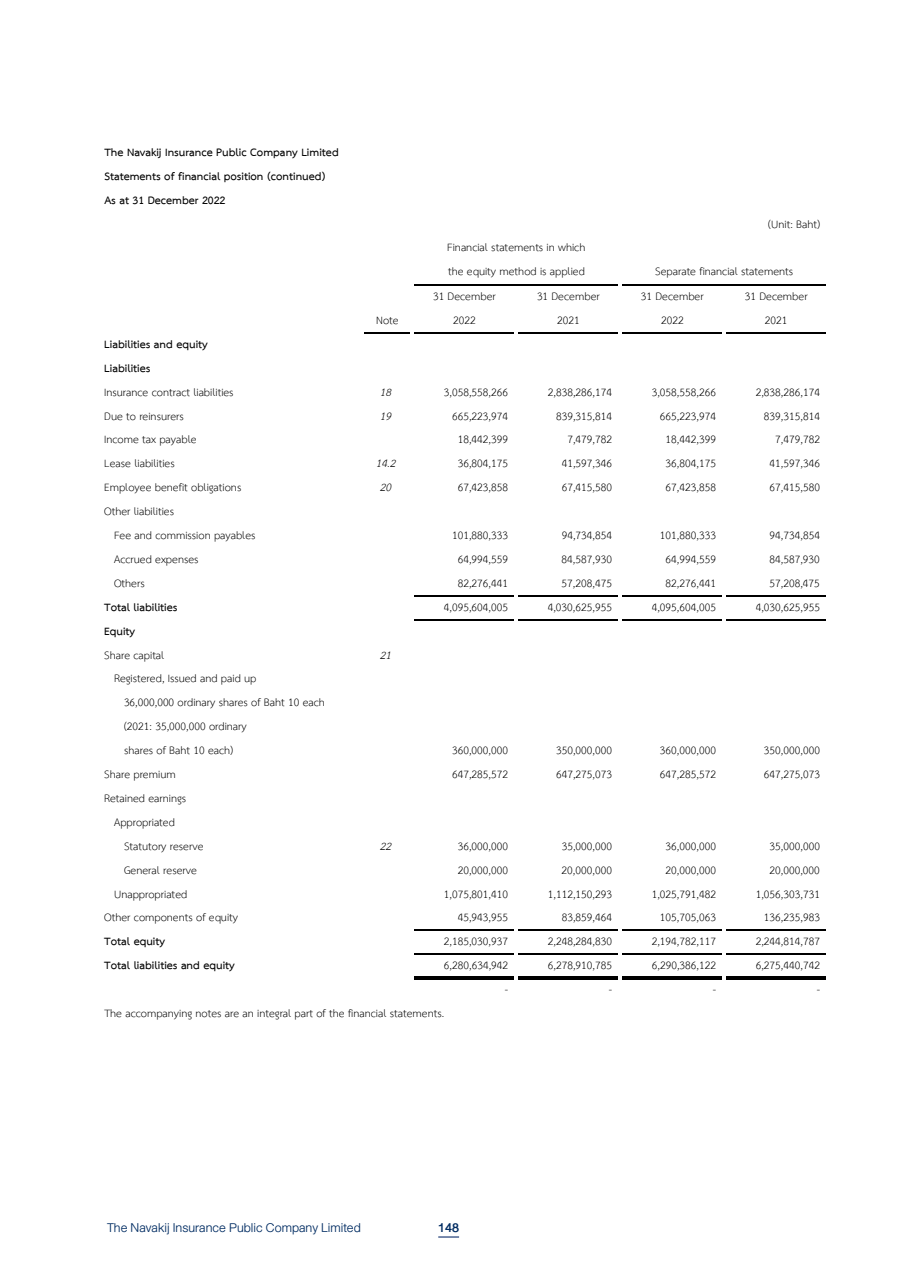 The Navakij Insurance Public Company Limited
Statements of financial position (continued)
As at 31 December 2022
(Unit: Baht)
Financial statements in which
the equity method is applied Separate financial statements
31 December 31 December 31 December 31 December
Note 2022 2021 2022 2021
Liabilities and equity
Liabilities
Insurance contract liabilities 18 3,058,558,266 2,838,286,174 3,058,558,266 2,838,286,174
Due to reinsurers 19 665,223,974 839,315,814 665,223,974 839,315,814
Income tax payable 18,442,399 7,479,782 18,442,399 7,479,782
Lease liabilities 14.2 36,804,175 41,597,346 36,804,175 41,597,346
Employee benefit obligations 20 67,423,858 67,415,580 67,423,858 67,415,580
Other liabilities
Fee and commission payables 101,880,333 94,734,854 101,880,333 94,734,854
Accrued expenses 64,994,559 84,587,930 64,994,559 84,587,930
Others 82,276,441 57,208,475 82,276,441 57,208,475
Total liabilities 4,095,604,005 4,030,625,955 4,095,604,005 4,030,625,955
Equity
Share capital 21
Registered, Issued and paid up
36,000,000 ordinary shares of Baht 10 each
(2021: 35,000,000 ordinary
shares of Baht 10 each) 360,000,000 350,000,000 360,000,000 350,000,000
Share premium 647,285,572 647,275,073 647,285,572 647,275,073
Retained earnings
Appropriated
Statutory reserve 22 36,000,000 35,000,000 36,000,000 35,000,000
General reserve 20,000,000 20,000,000 20,000,000 20,000,000
Unappropriated 1,075,801,410 1,112,150,293 1,025,791,482 1,056,303,731
Other components of equity 45,943,955 83,859,464 105,705,063 136,235,983
Total equity 2,185,030,937 2,248,284,830 2,194,782,117 2,244,814,787
Total liabilities and equity 6,280,634,942 6,278,910,785 6,290,386,122 6,275,440,742
- - - -
The accompanying notes are an integral part of the financial statements.
The Navakij Insurance Public Company Limited 148